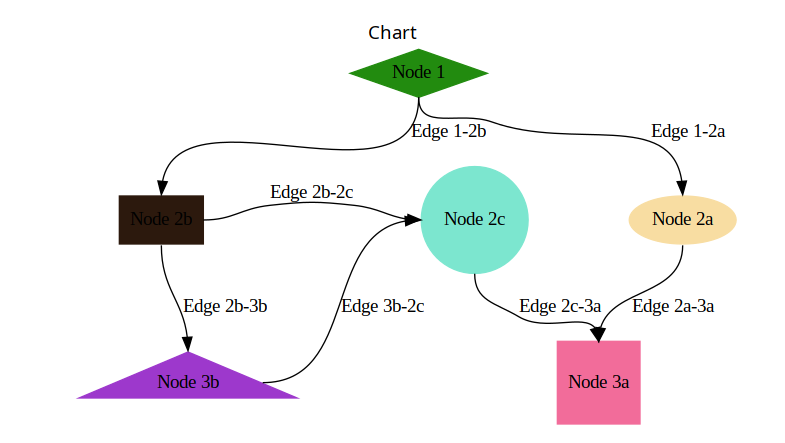 Chart
Node 1
Edge 1-2b
Edge 1-2a
Edge 2b-2c
Node 2b
Node 2c
Node 2a
Edge 2b-3b
Edge 3b-2c
Edge 2c-3a
Edge 2a-3a
Node 3b
Node 3a